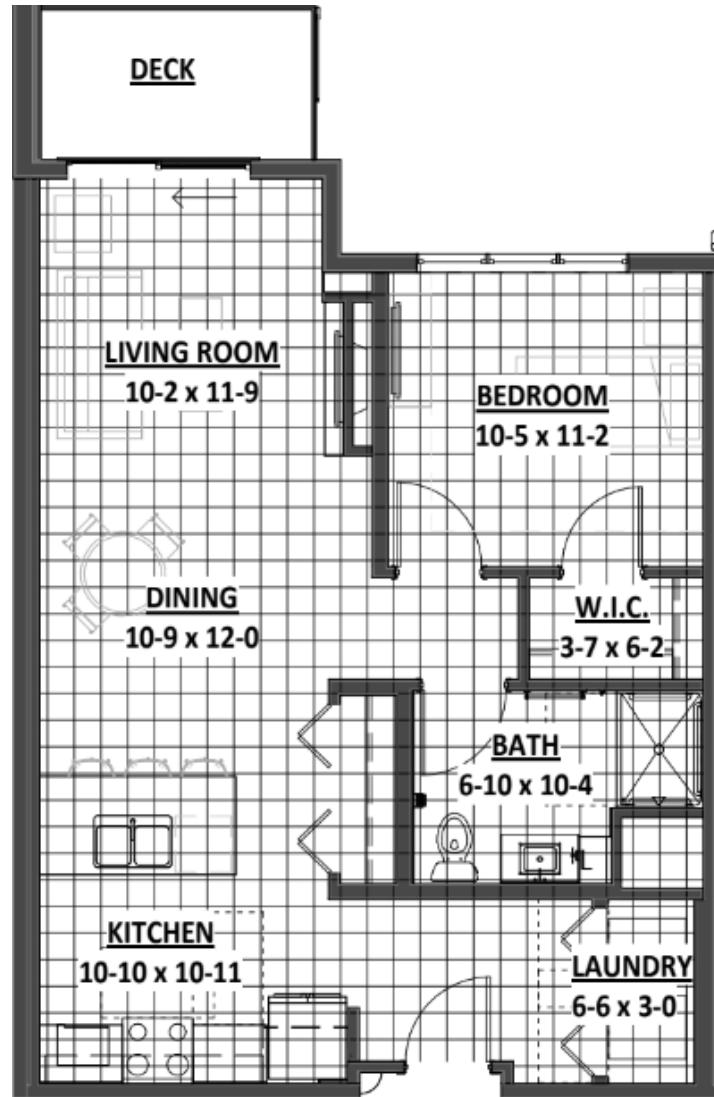 DECK
LIVING ROOM
10-2 x 11-9
BEDROOM
10-5 x 11-2
DINING
10-9 x 12-0
W.I.C.
3-7 x 6-2
BATH
6-10 x 10-4
KITCHEN
10-10 x 10-11
LAUNDRY
6-6 x 3-0